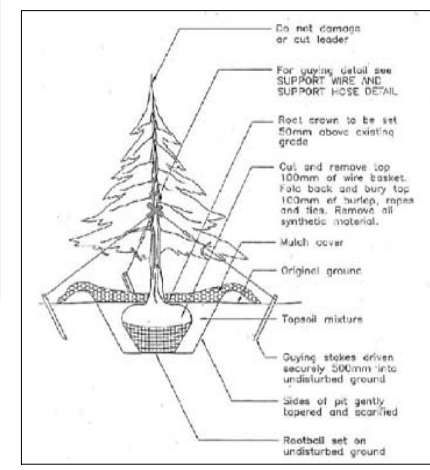 Do not damage
or cut leader
For guying detail see
SUPPORT WIRE AND
SUPPORT HOSE DETAIL
Root crown to be set
50mm above existing
grade
Cut and remove top
100mm of wire basket.
Fold back and bury top
100mm of burlap, ropes
and ties. Remove all
synthetic material.
Mulch cover
Original ground
Topsoil mixture
Guying stakes driven
securely 500mm into
undisturbed ground
Sides of pit gently
tapered and scarified
Rootball set on
undisturbed ground